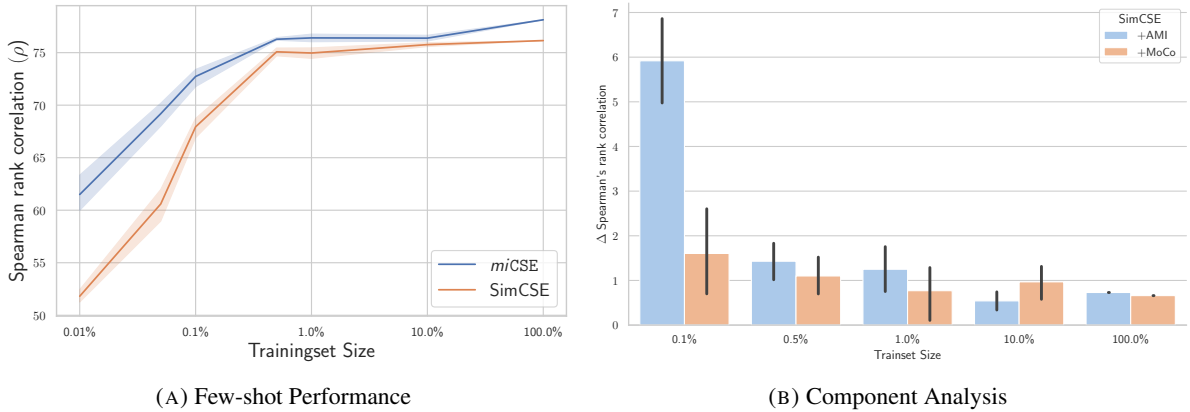 Spearman rank correlation (ρ)
75
70
65
60
55
50
miCSE
SimCSE
0.01%
0.1%
1.0%
10.0%
100.0%
Trainingset Size
(A) Few-shot Performance
Δ Spearman's rank correlation
7
6
5
4
3
2
1
0
SimCSE
+AMI
+MoCo
0.1%
0.5%
1.0%
10.0%
100.0%
Trainset Size
(B) Component Analysis